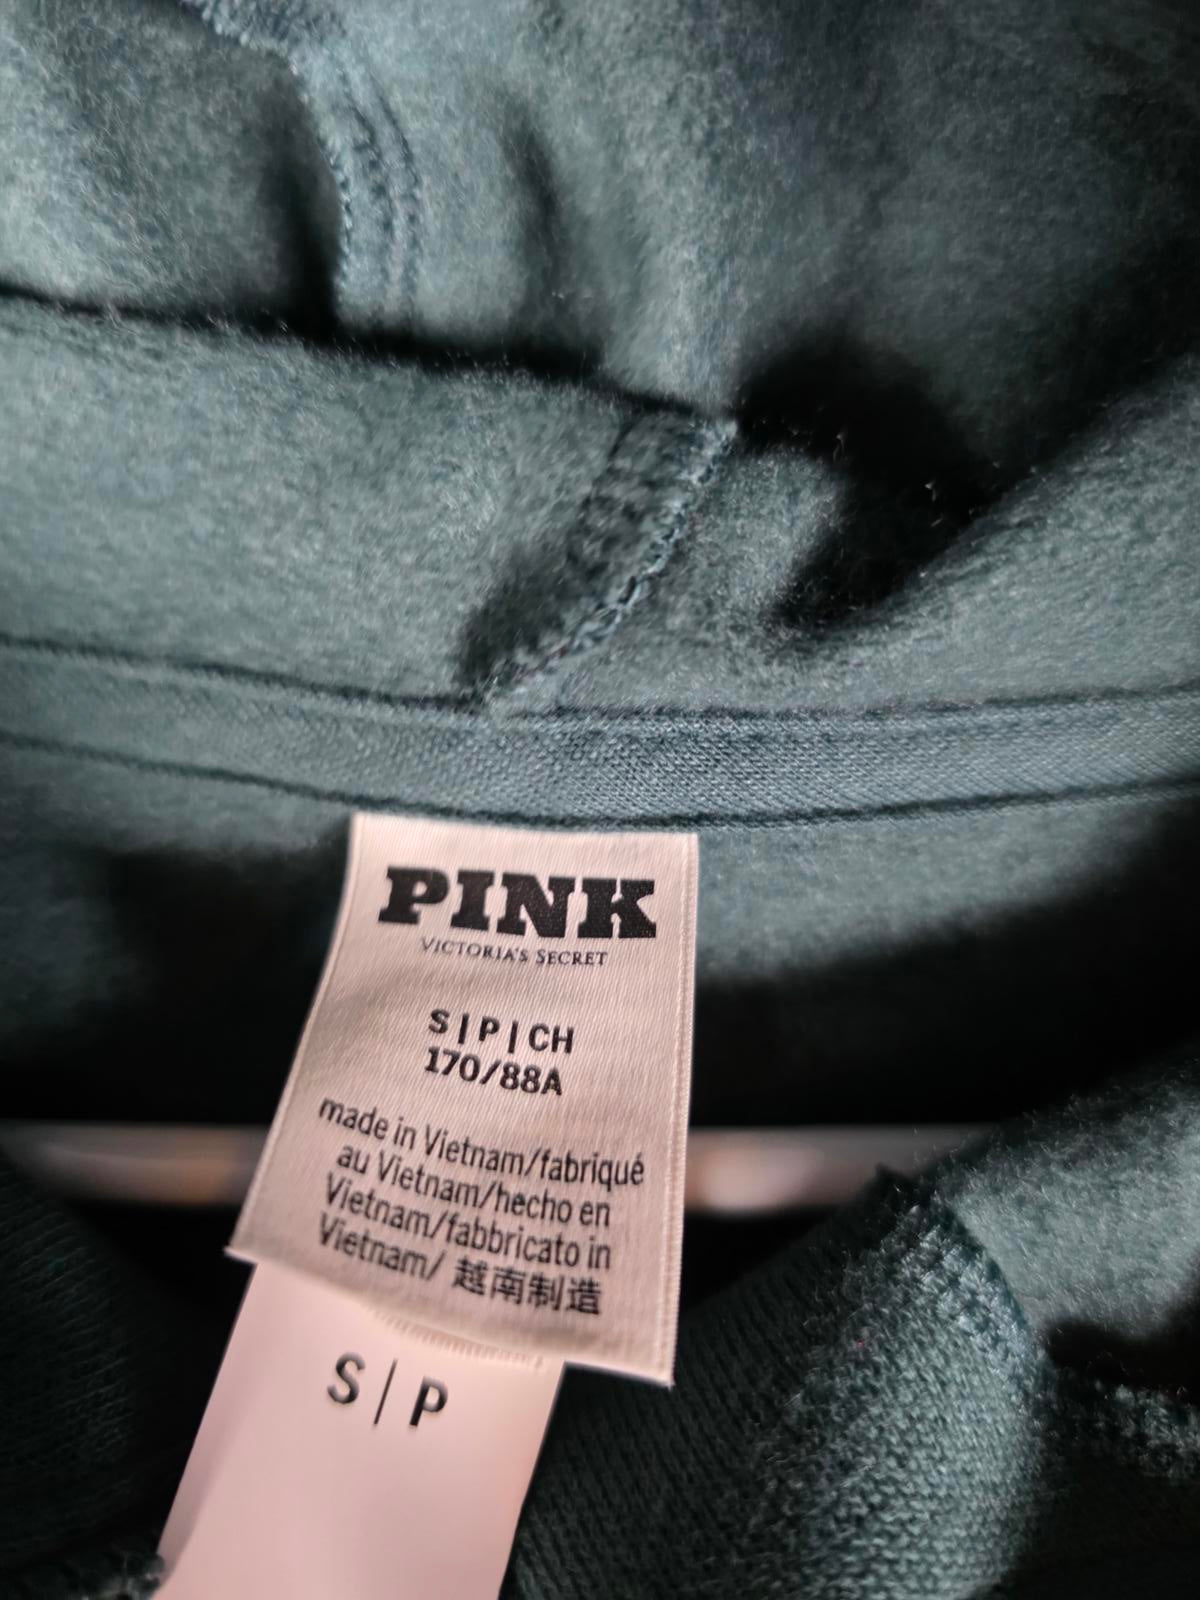 PINK
VICTORIA'S SECRET
S | P | CH
170/88A
made in Vietnam/fabriqué
au Vietnam/hecho en
Vietnam/fabbricato in
Vietnam/ 越南制造
S | P